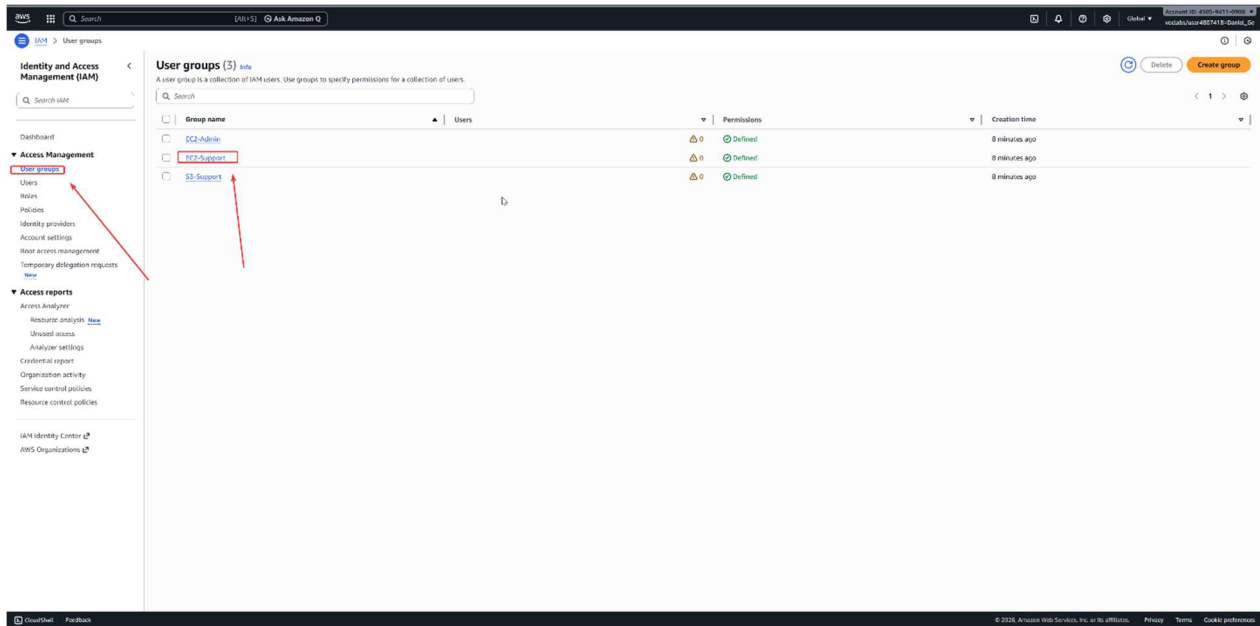 aws Search [Alt+S] Ask Amazon Q Global Account ID: 4505-9411-0908
IAM > User groups
Identity and Access Management (IAM)
Search IAM
Dashboard
Access Management
User groups
Users
Roles
Policies
Identity providers
Account settings
Root access management
Temporary delegation requests
New
Access reports
Access Analyzer
Resource analysis New
Unused access
Analyzer settings
Credential report
Organization activity
Service control policies
Resource control policies
IAM Identity Center
AWS Organizations
User groups (3) Info
Delete Create group
A user group is a collection of IAM users. Use groups to specify permissions for a collection of users.
Search
1
Group name Users Permissions Creation time
EC2-Admin 0 Defined 8 minutes ago
EC2-Support 0 Defined 8 minutes ago
S3-Support 0 Defined 8 minutes ago
CloudShell Feedback © 2026, Amazon Web Services, Inc. or its affiliates. Privacy Terms Cookie preferences